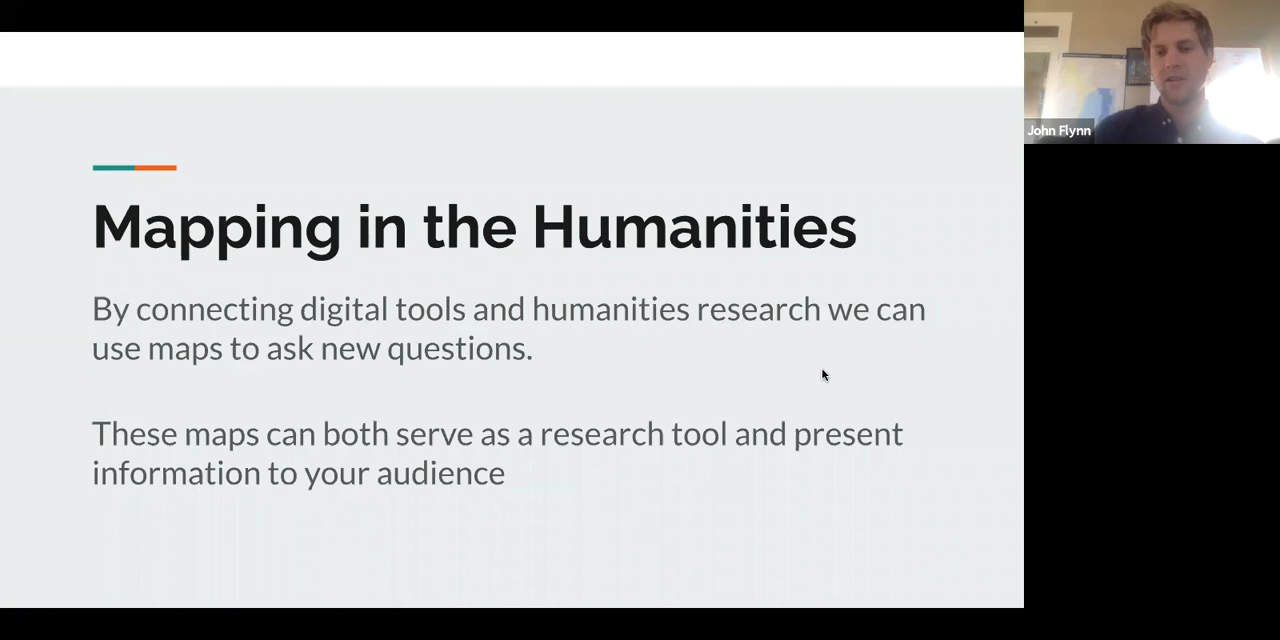 Mapping in the Humanities
By connecting digital tools and humanities research we can
use maps to ask new questions.
These maps can both serve as a research tool and present
information to your audience
John Flynn